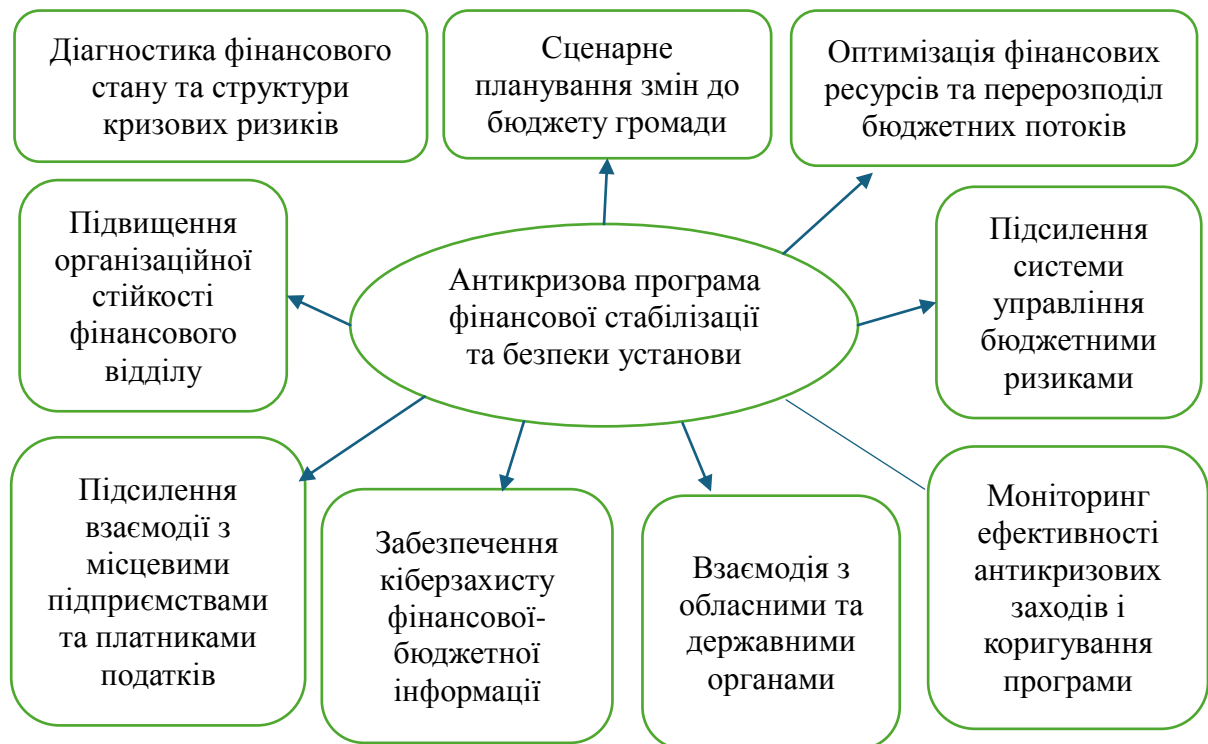 Діагностика фінансового
стану та структури
кризових ризиків
Сценарне
планування змін до
бюджету громади
Оптимізація фінансових
ресурсів та перерозподіл
бюджетних потоків
Підвищення
організаційної
стійкості
фінансового
відділу
Антикризова програма
фінансової стабілізації
та безпеки установи
Підсилення
системи
управління
бюджетними
ризиками
Підсилення
взаємодії з
місцевими
підприємствами
та платниками
податків
Забезпечення
кіберзахисту
фінансової-
бюджетної
інформації
Взаємодія з
обласними та
державними
органами
Моніторинг
ефективності
антикризових
заходів і
коригування
програми